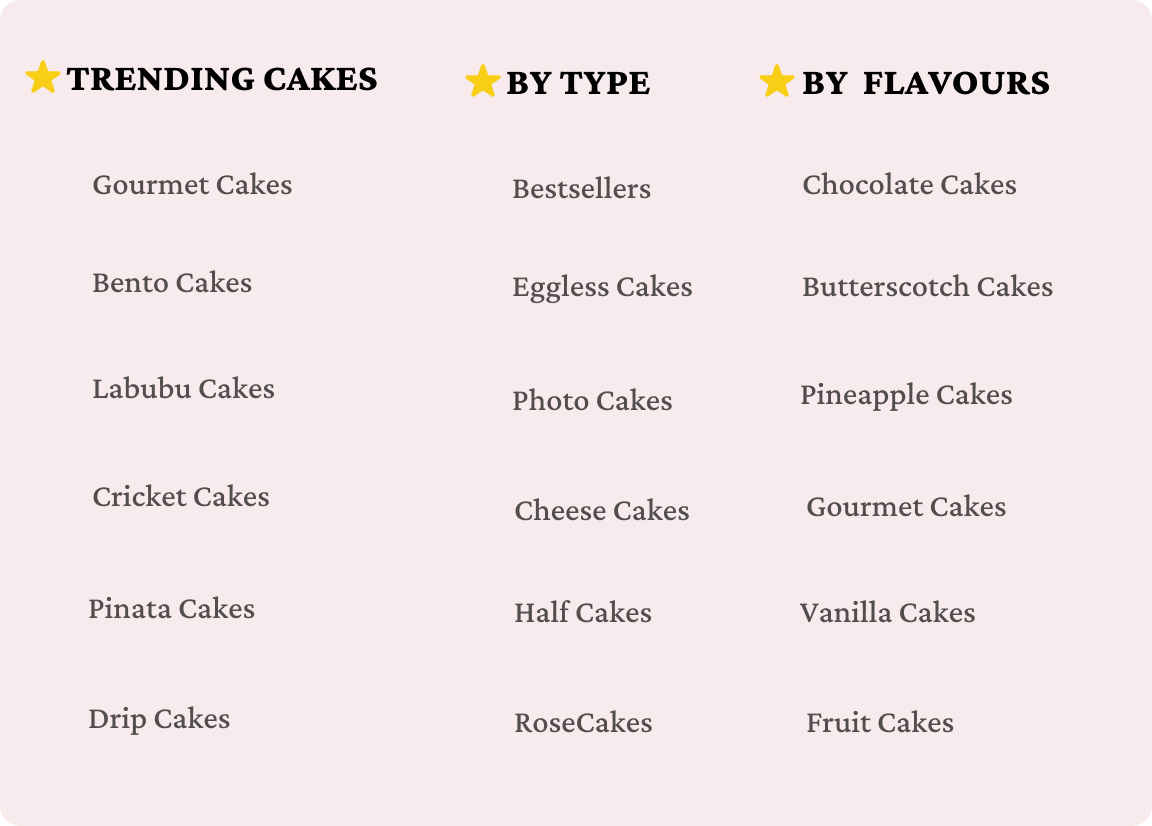 TRENDING CAKES
Gourmet Cakes
Bento Cakes
Labubu Cakes
Cricket Cakes
Pinata Cakes
Drip Cakes
BY TYPE
Bestsellers
Eggless Cakes
Photo Cakes
Cheese Cakes
Half Cakes
RoseCakes
BY FLAVOURS
Chocolate Cakes
Butterscotch Cakes
Pineapple Cakes
Gourmet Cakes
Vanilla Cakes
Fruit Cakes